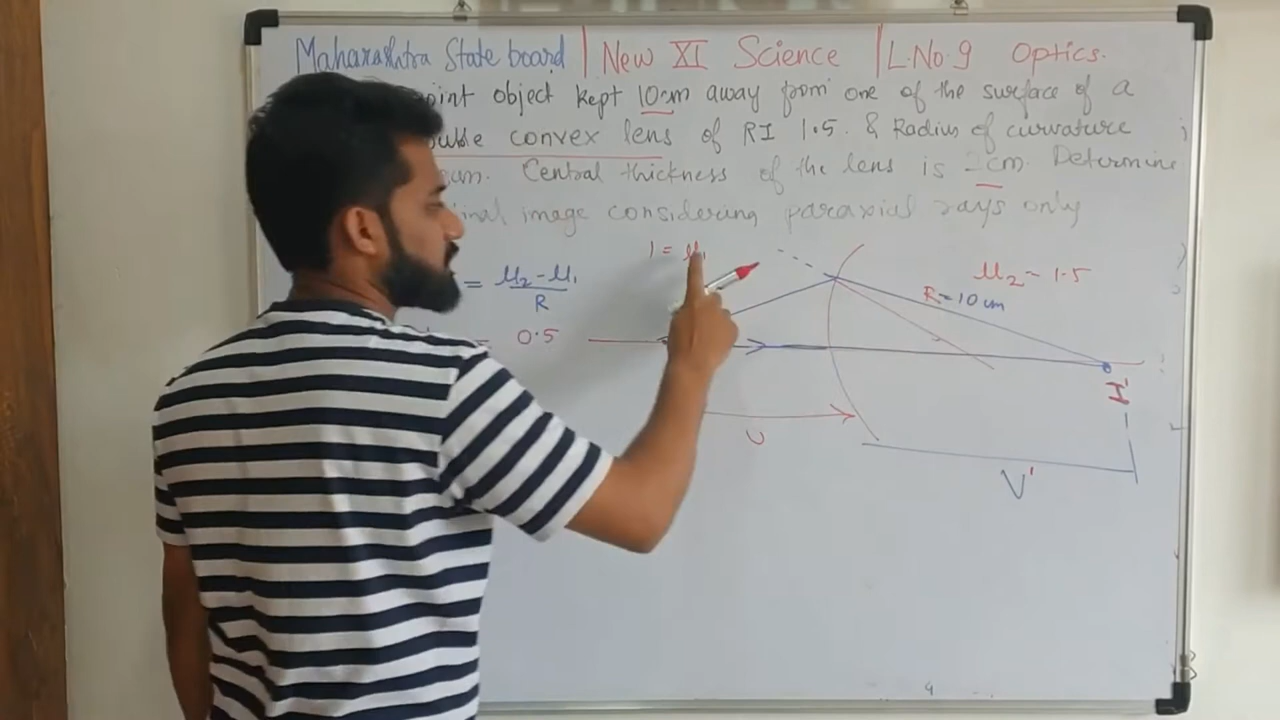 Maharashtra State board | New XI Science | L.No.9 Optics.
point object kept 10cm away from one of the surface of a
double convex lens of RI 1.5. & Radius of curvature
cm. Central thickness of the lens is 2cm. Determine
final image considering paraxial rays only
1 = μ1
= μ2 - μ1 / R
μ2 = 1.5
R = 10 cm
= 0.5
I'
u
V'